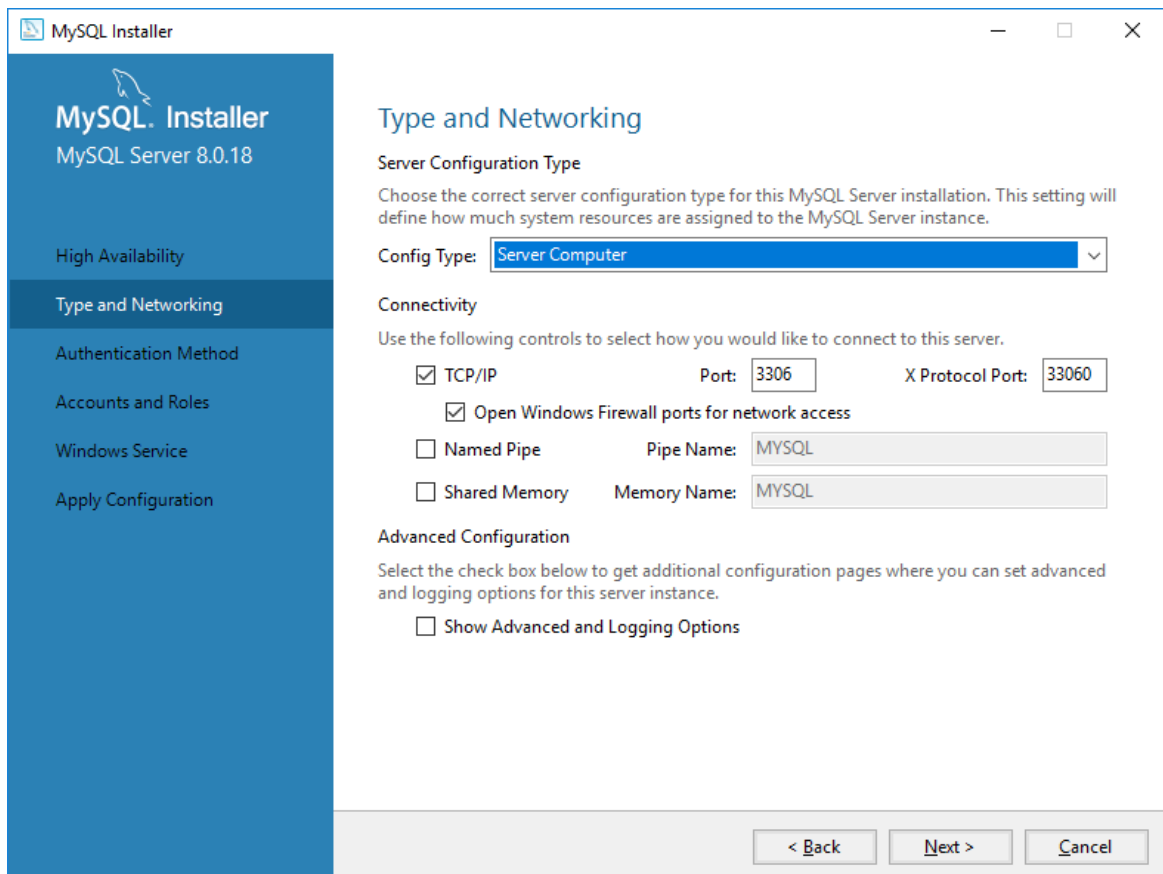 MySQL Installer
MySQL. Installer
MySQL Server 8.0.18
High Availability
Type and Networking
Authentication Method
Accounts and Roles
Windows Service
Apply Configuration
Type and Networking
Server Configuration Type
Choose the correct server configuration type for this MySQL Server installation. This setting will
define how much system resources are assigned to the MySQL Server instance.
Config Type: Server Computer
Connectivity
Use the following controls to select how you would like to connect to this server.
TCP/IP Port: 3306 X Protocol Port: 33060
Open Windows Firewall ports for network access
Named Pipe Pipe Name: MYSQL
Shared Memory Memory Name: MYSQL
Advanced Configuration
Select the check box below to get additional configuration pages where you can set advanced
and logging options for this server instance.
Show Advanced and Logging Options
< Back Next > Cancel